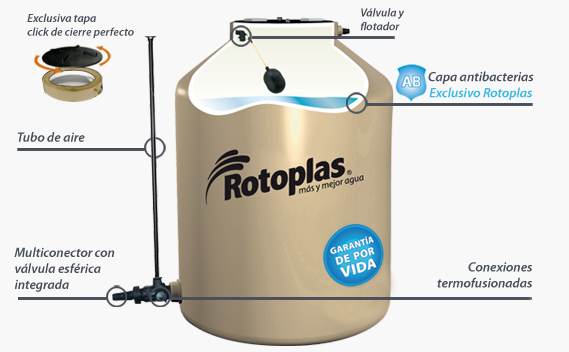 Exclusiva tapa
click de cierre perfecto
Válvula y
flotador
AB
Capa antibacterias
Exclusivo Rotoplas
Tubo de aire
Rotoplas®
más y mejor agua
GARANTÍA
DE POR
VIDA
Multiconector con
válvula esférica
integrada
Conexiones
termofusionadas